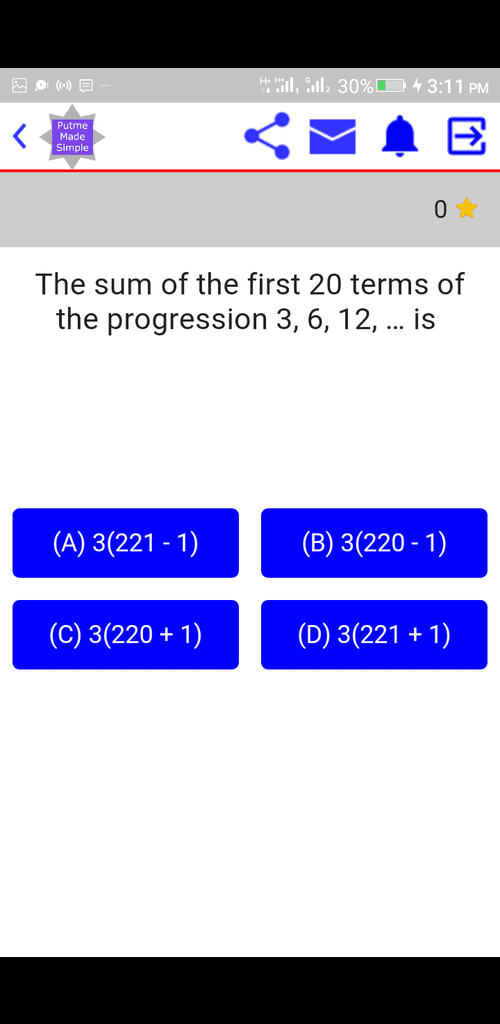 30% 3:11 PM
Putme
Made
Simple
0
The sum of the first 20 terms of
the progression 3, 6, 12, ... is
(A) 3(221 - 1)
(B) 3(220 - 1)
(C) 3(220 + 1)
(D) 3(221 + 1)